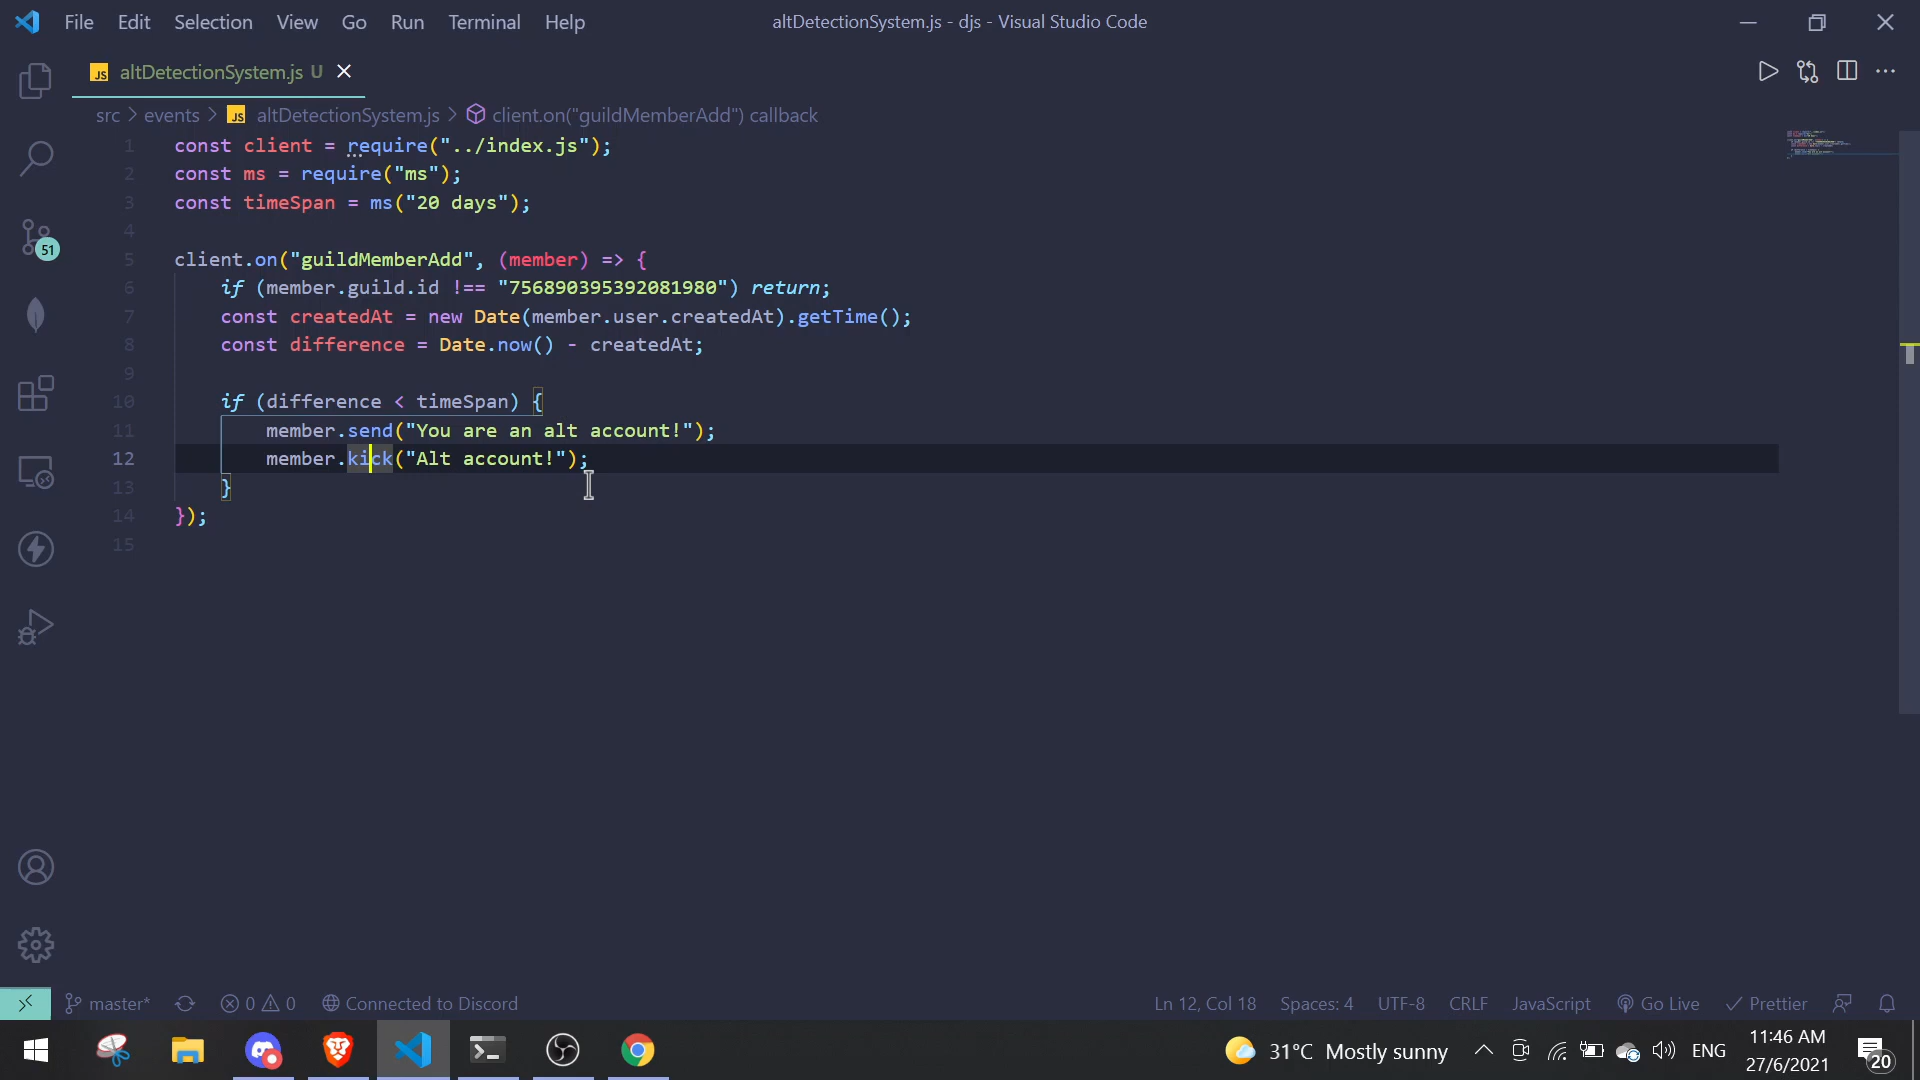 File Edit Selection View Go Run Terminal Help altDetectionSystem.js - djs - Visual Studio Code
JS altDetectionSystem.js U
src > events > JS altDetectionSystem.js > client.on("guildMemberAdd") callback
1 const client = require("../index.js");
2 const ms = require("ms");
3 const timeSpan = ms("20 days");
4
5 client.on("guildMemberAdd", (member) => {
6 if (member.guild.id !== "756890395392081980") return;
7 const createdAt = new Date(member.user.createdAt).getTime();
8 const difference = Date.now() - createdAt;
9
10 if (difference < timeSpan) {
11 member.send("You are an alt account!");
12 member.kick("Alt account!");
13 }
14 });
15
51
master* 0 0 Connected to Discord Ln 12, Col 18 Spaces: 4 UTF-8 CRLF JavaScript Go Live Prettier
31°C Mostly sunny ENG 11:46 AM
27/6/2021
20